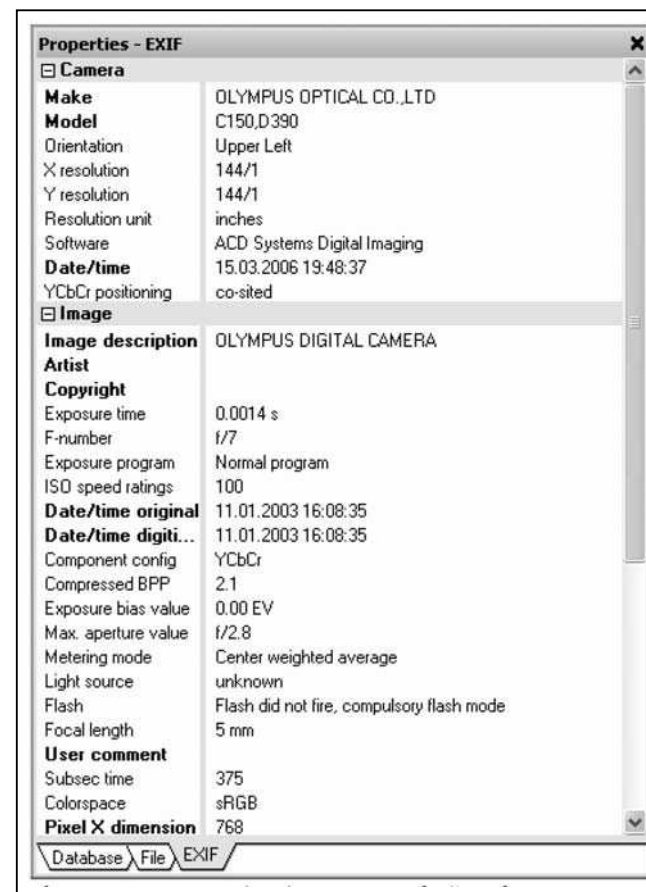 Properties - EXIF
Camera
Make OLYMPUS OPTICAL CO.,LTD
Model C150,D390
Orientation Upper Left
X resolution 144/1
Y resolution 144/1
Resolution unit inches
Software ACD Systems Digital Imaging
Date/time 15.03.2006 19:48:37
YCbCr positioning co-sited
Image
Image description OLYMPUS DIGITAL CAMERA
Artist
Copyright
Exposure time 0.0014 s
F-number f/7
Exposure program Normal program
ISO speed ratings 100
Date/time original 11.01.2003 16:08:35
Date/time digiti... 11.01.2003 16:08:35
Component config YCbCr
Compressed BPP 2.1
Exposure bias value 0.00 EV
Max. aperture value f/2.8
Metering mode Center weighted average
Light source unknown
Flash Flash did not fire, compulsory flash mode
Focal length 5 mm
User comment
Subsec time 375
Colorspace sRGB
Pixel X dimension 768
Database File EXIF